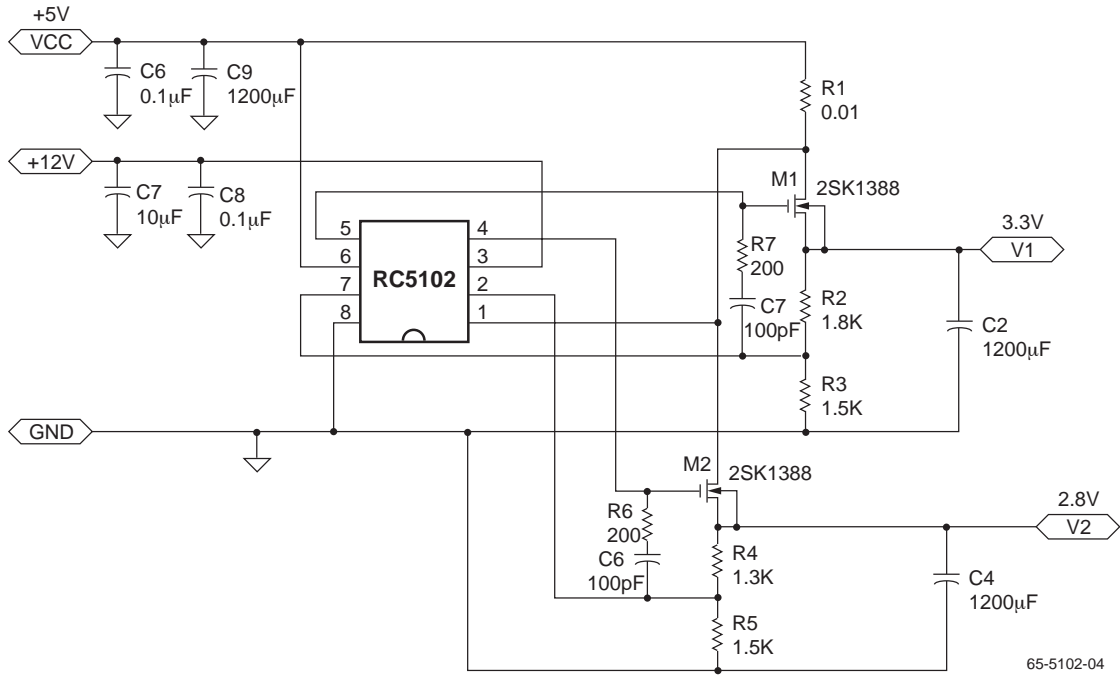 +5V
VCC
C6
0.1µF
C9
1200µF
R1
0.01
+12V
C7
10µF
C8
0.1µF
M1
2SK1388
3.3V
V1
5 4
6 3
7 2
8 1
RC5102
R7
200
C7
100pF
R2
1.8K
C2
1200µF
R3
1.5K
GND
M2
2SK1388
2.8V
V2
R6
200
C6
100pF
R4
1.3K
C4
1200µF
R5
1.5K
65-5102-04